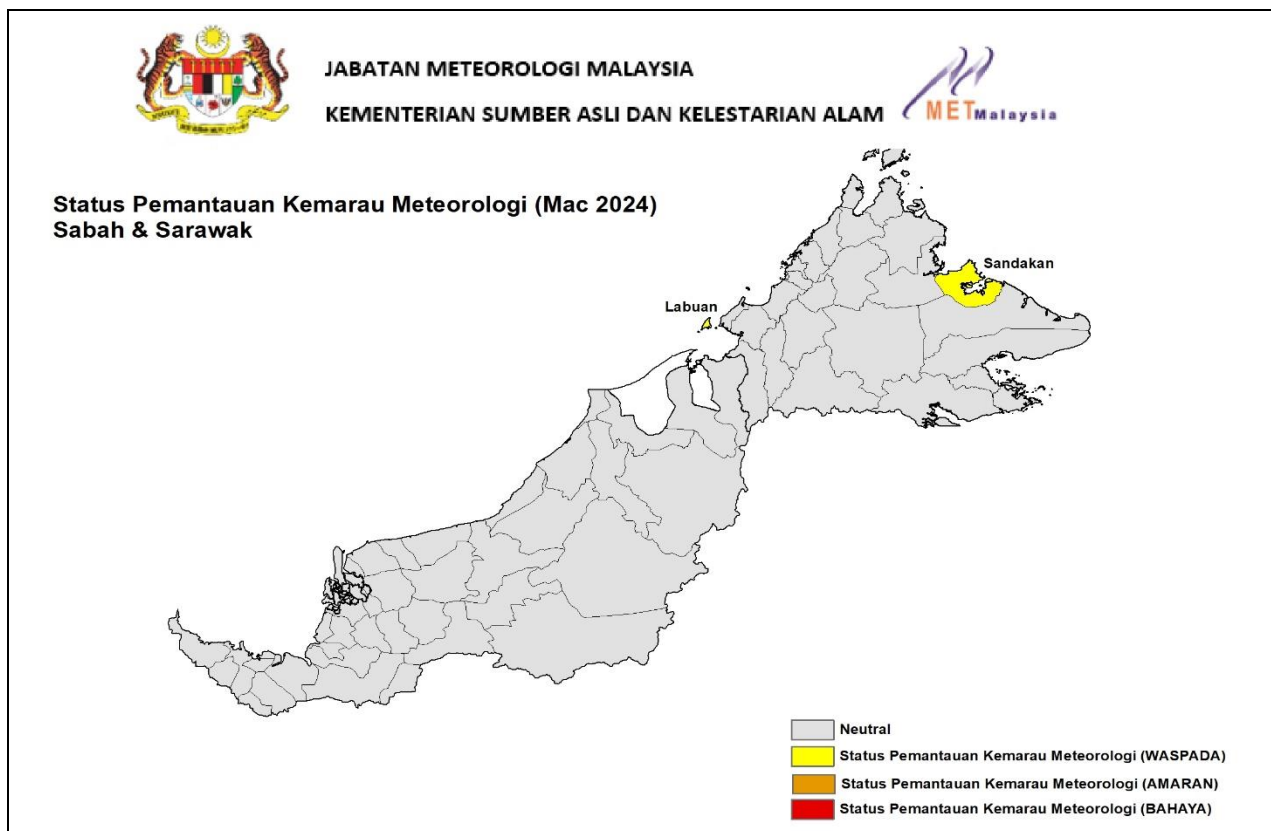 JABATAN METEOROLOGI MALAYSIA
KEMENTERIAN SUMBER ASLI DAN KELESTARIAN ALAM
METMalaysia
Status Pemantauan Kemarau Meteorologi (Mac 2024)
Sabah & Sarawak
Sandakan
Labuan
Neutral
Status Pemantauan Kemarau Meteorologi (WASPADA)
Status Pemantauan Kemarau Meteorologi (AMARAN)
Status Pemantauan Kemarau Meteorologi (BAHAYA)